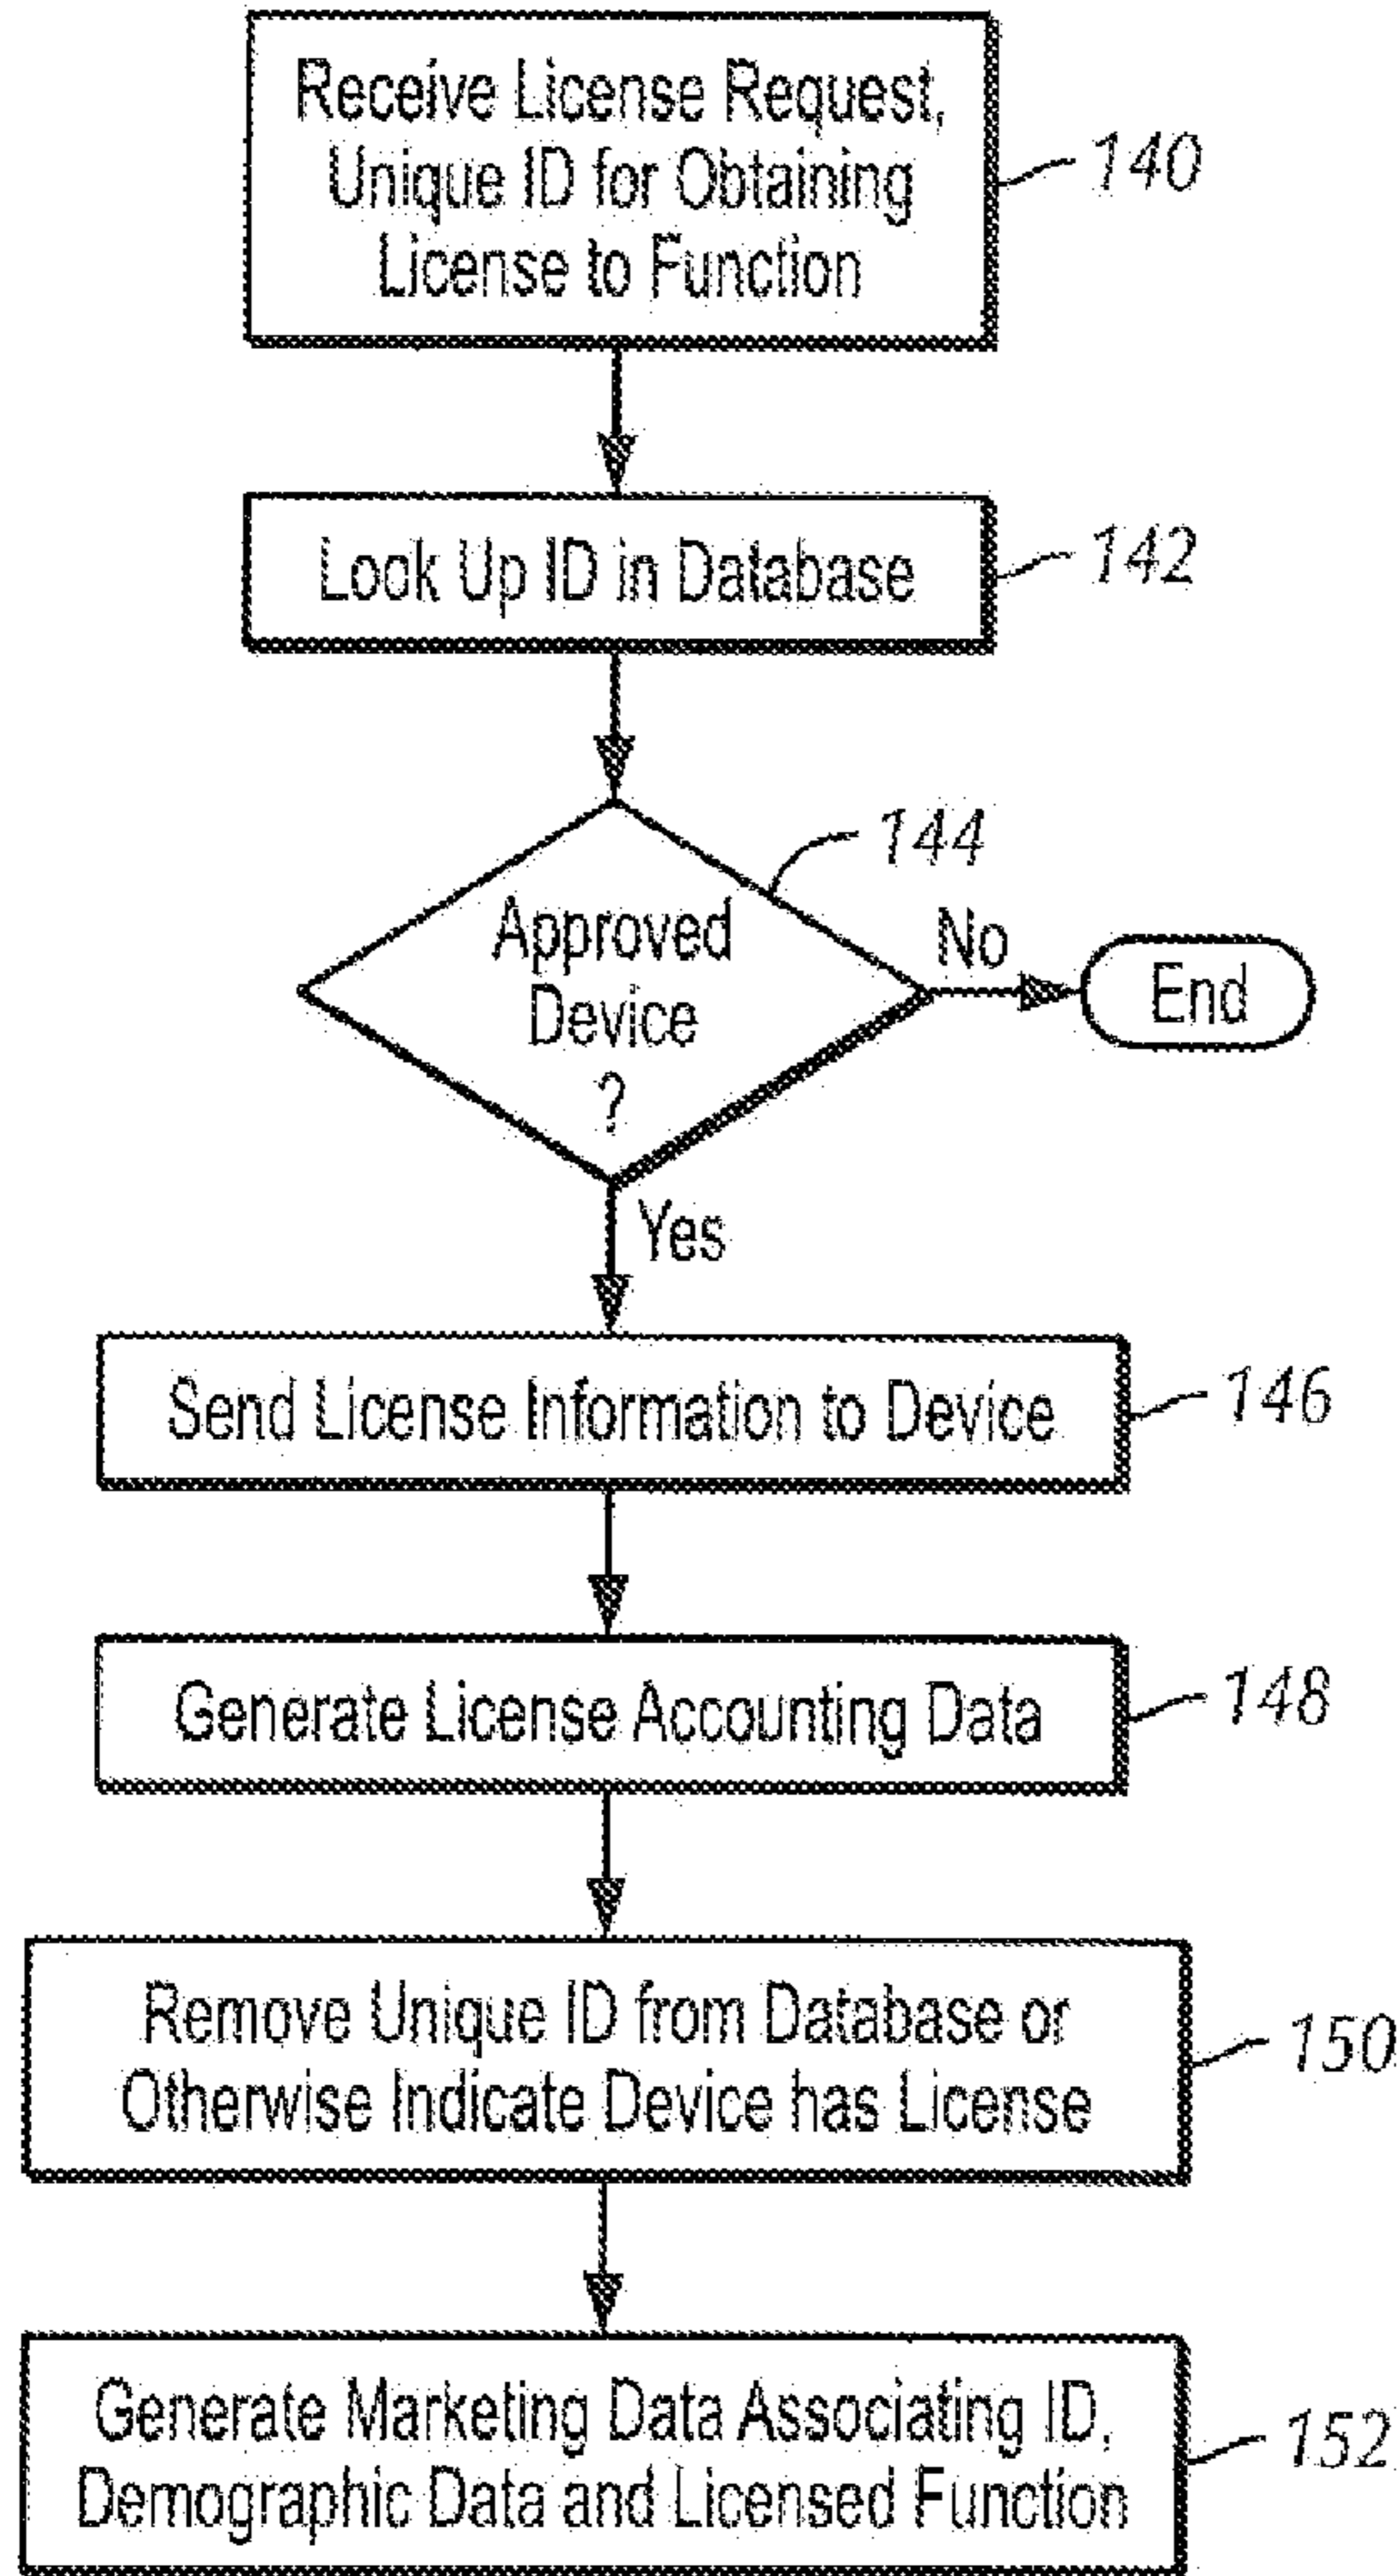 Receive License Request,
Unique ID for Obtaining
License to Function
140
Look Up ID in Database
142
144
Approved
Device
?
No
End
Yes
Send License Information to Device
146
Generate License Accounting Data
148
Remove Unique ID from Database or
Otherwise Indicate Device has License
150
Generate Marketing Data Associating ID,
Demographic Data and Licensed Function
152